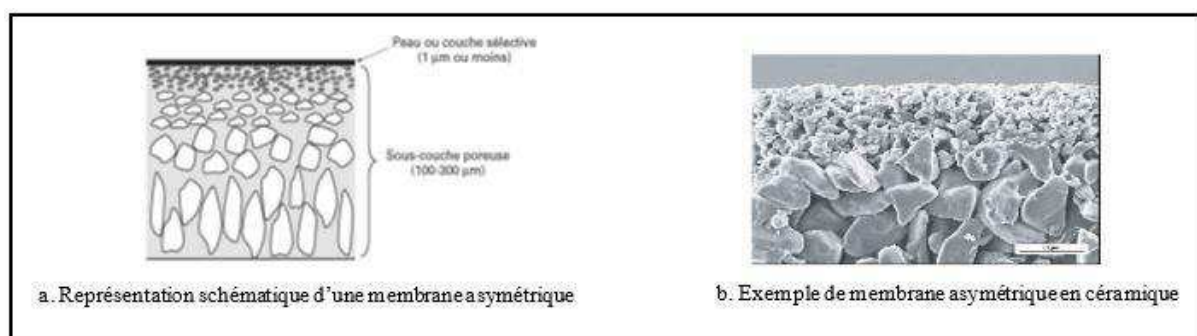 Peau ou couche sélective
(1 µm ou moins)
Sous-couche poreuse
(100-300 µm)
a. Représentation schématique d'une membrane asymétrique
b. Exemple de membrane asymétrique en céramique